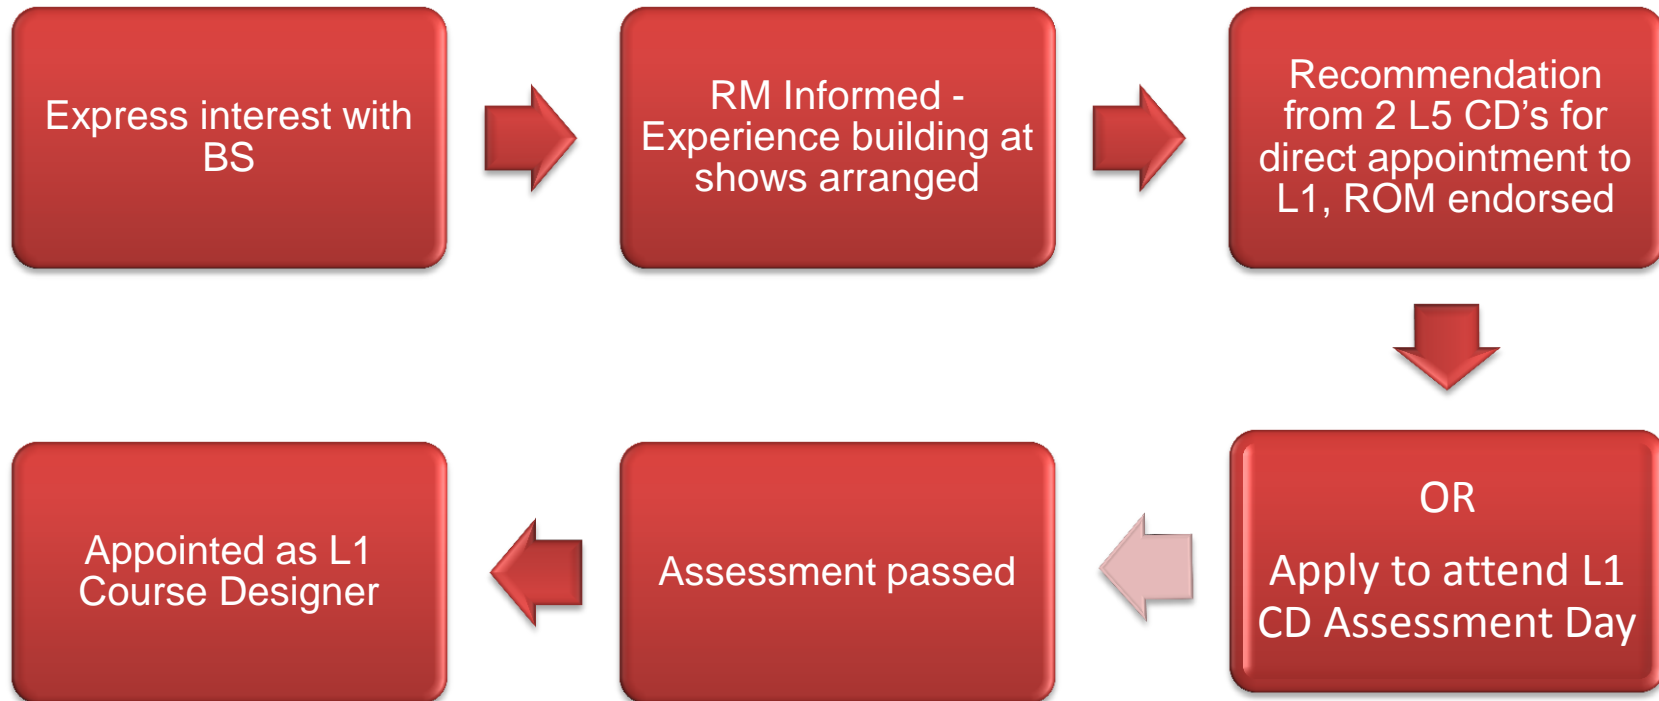 Express interest with
BS
RM Informed -
Experience building at
shows arranged
Recommendation
from 2 L5 CD’s for
direct appointment to
L1, ROM endorsed
OR
Apply to attend L1
CD Assessment Day
Assessment passed
Appointed as L1
Course Designer